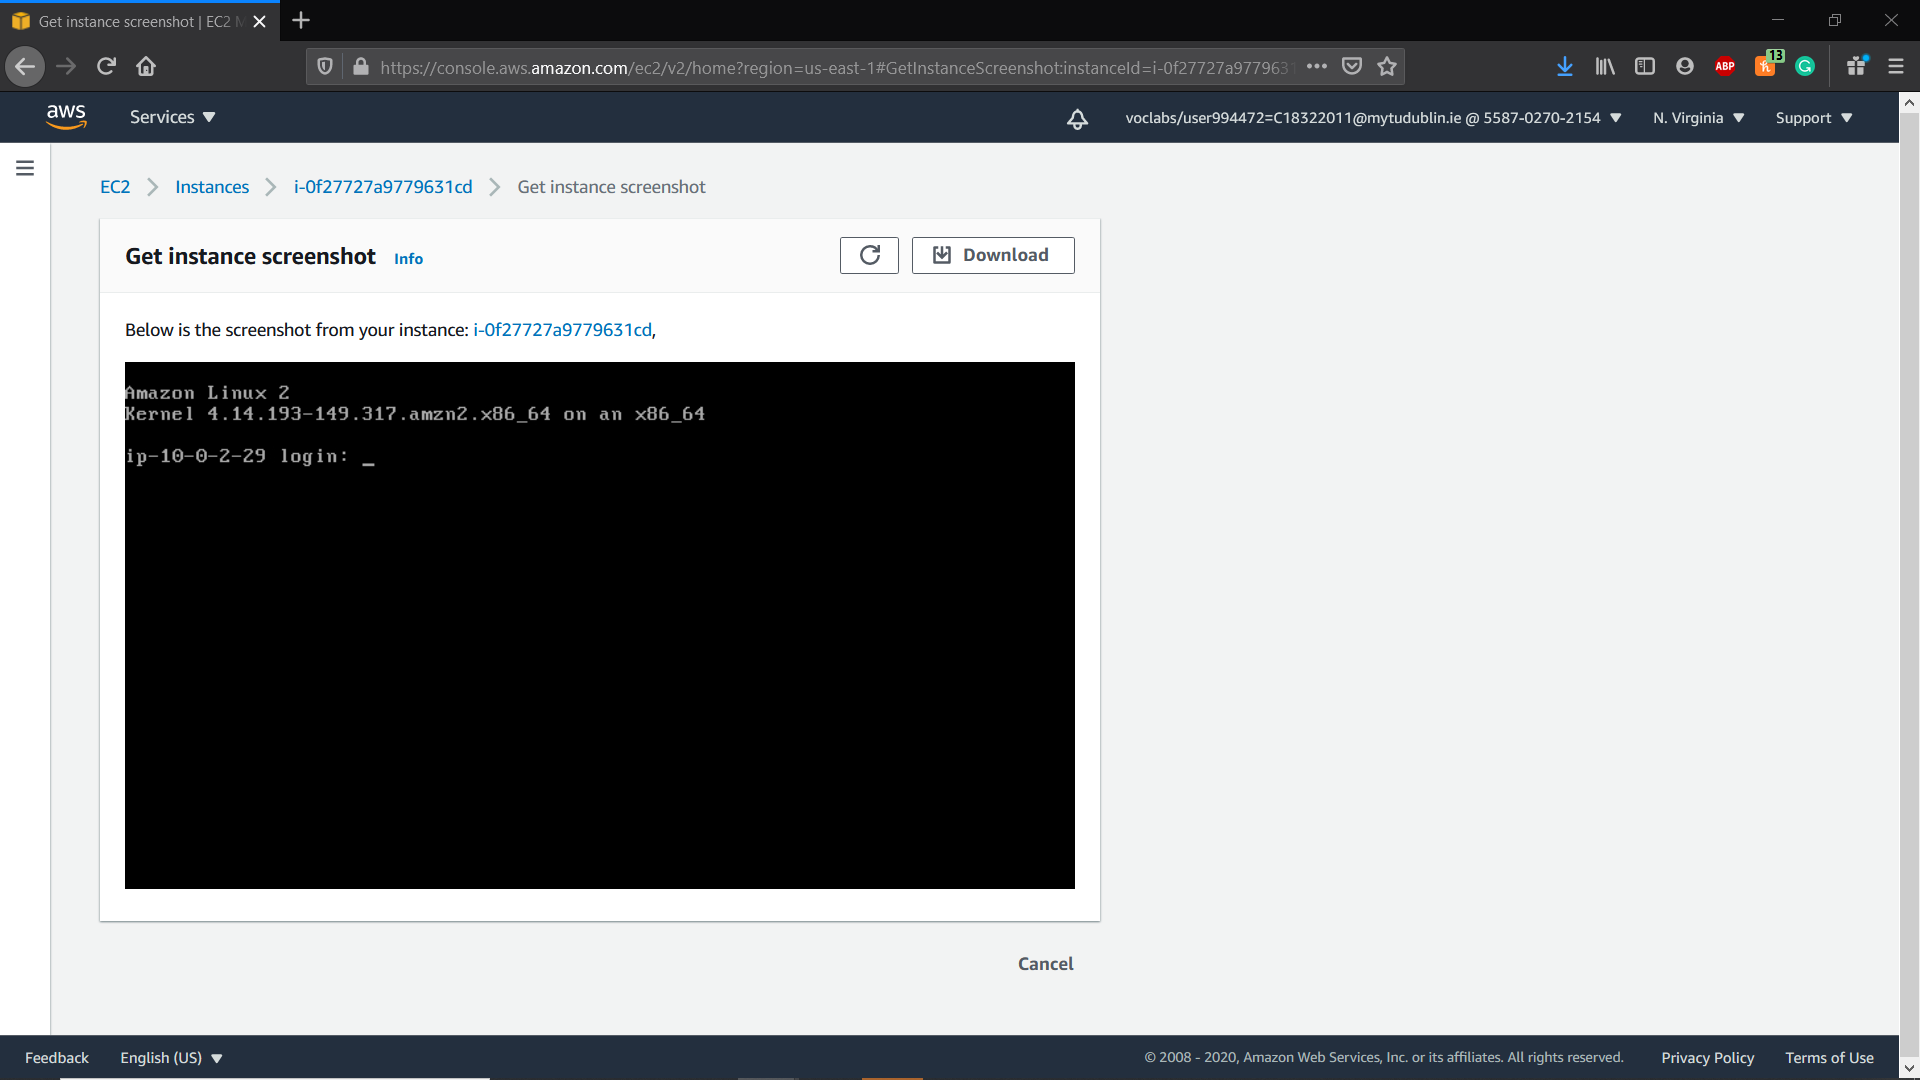 Get instance screenshot | EC2 M
https://console.aws.amazon.com/ec2/v2/home?region=us-east-1#GetInstanceScreenshot:instanceId=i-0f27727a9779631
ABP
13
aws
Services
voclabs/user994472=C18322011@mytudublin.ie @ 5587-0270-2154
N. Virginia
Support
EC2
Instances
i-0f27727a9779631cd
Get instance screenshot
Get instance screenshot Info
Download
Below is the screenshot from your instance: i-0f27727a9779631cd,
Amazon Linux 2
Kernel 4.14.193-149.317.amzn2.x86_64 on an x86_64
ip-10-0-2-29 login: _
Cancel
Feedback
English (US)
© 2008 - 2020, Amazon Web Services, Inc. or its affiliates. All rights reserved.
Privacy Policy
Terms of Use